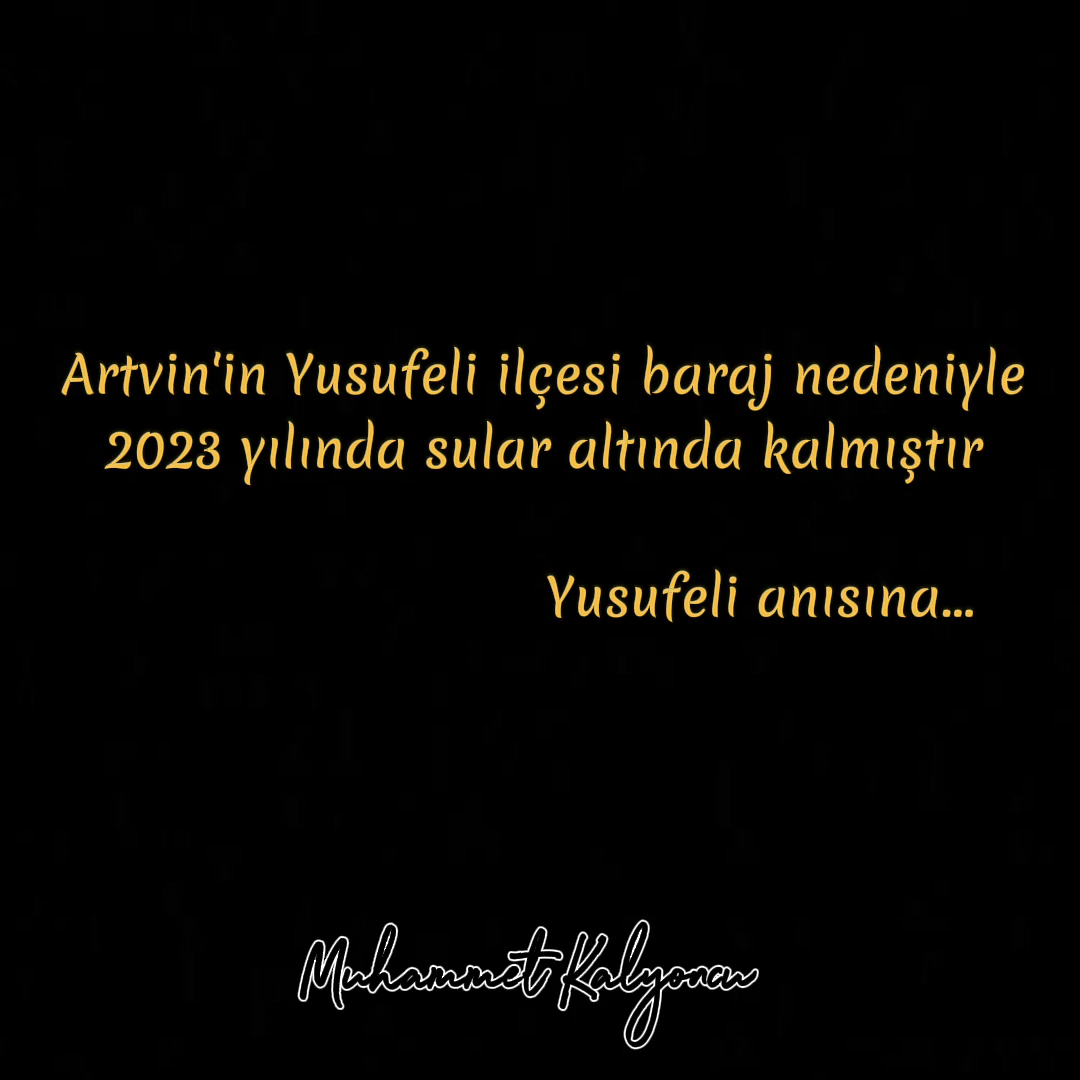 Artvin'in Yusufeli ilçesi baraj nedeniyle
2023 yılında sular altında kalmıştır
Yusufeli anısına...
Muhammet Kalyoncu